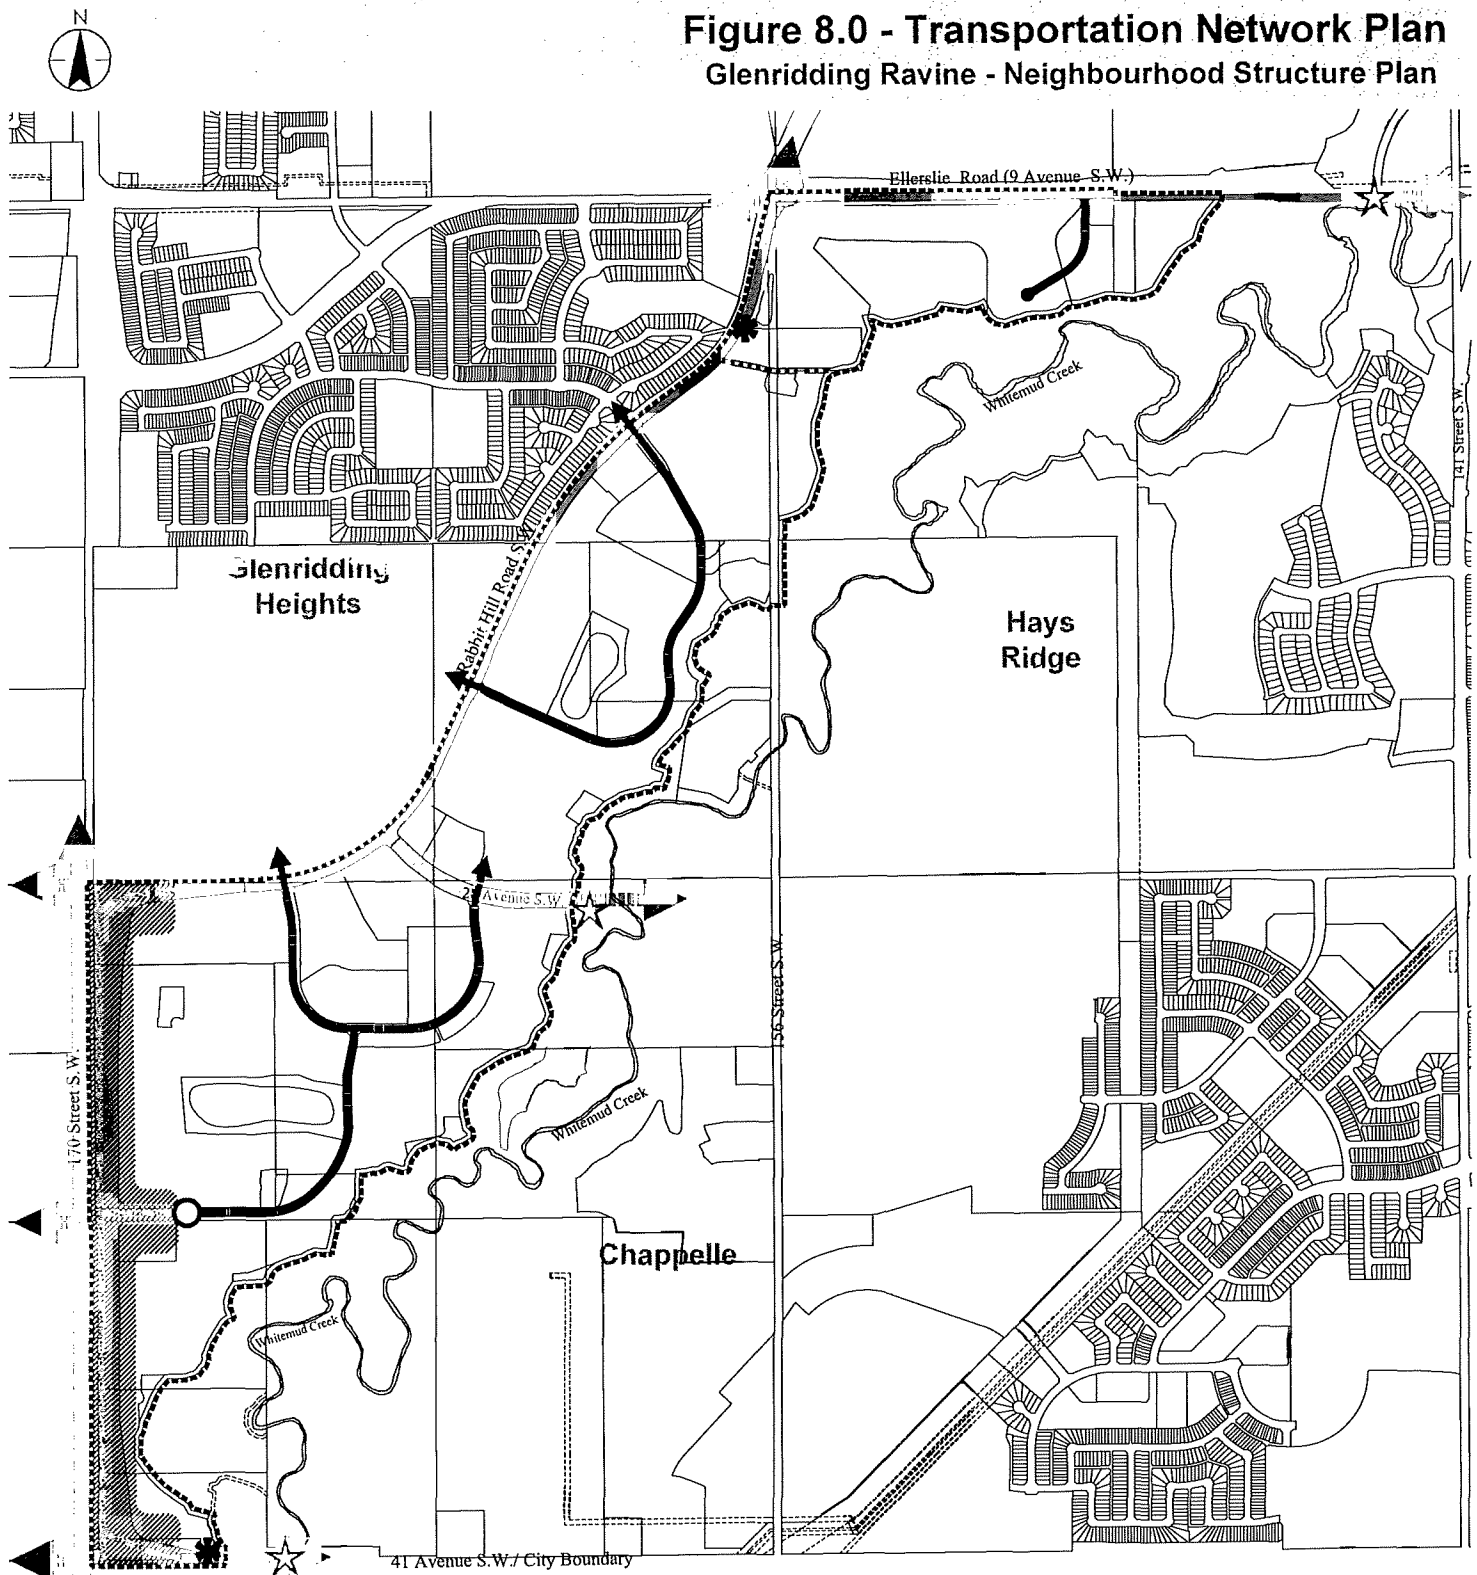 N
Figure 8.0 - Transportation Network Plan
Glenridding Ravine - Neighbourhood Structure Plan
Ellerslie Road (9 Avenue S.W.)
Whitemud Creek
141 Street S.W.
Glenridding
Heights
Rabbit Hill Road S.W.
Hays
Ridge
Avenue S.W.
156 Street S.W.
170 Street S.W.
Whitemud Creek
Chappelle
Whitemud Creek
41 Avenue S.W./ City Boundary